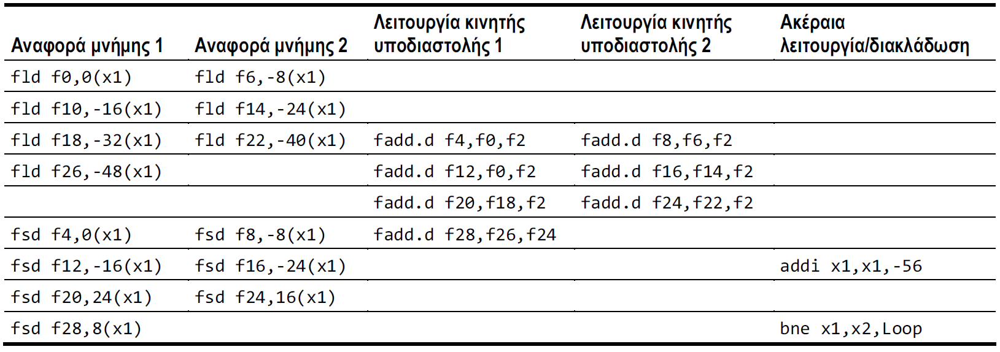 Αναφορά μνήμης 1 Αναφορά μνήμης 2 Λειτουργία κινητής υποδιαστολής 1 Λειτουργία κινητής υποδιαστολής 2 Ακέραια λειτουργία/διακλάδωση
fld f0,0(x1) fld f6,-8(x1)
fld f10,-16(x1) fld f14,-24(x1)
fld f18,-32(x1) fld f22,-40(x1) fadd.d f4,f0,f2 fadd.d f8,f6,f2
fld f26,-48(x1) fadd.d f12,f0,f2 fadd.d f16,f14,f2
fadd.d f20,f18,f2 fadd.d f24,f22,f2
fsd f4,0(x1) fsd f8,-8(x1) fadd.d f28,f26,f24
fsd f12,-16(x1) fsd f16,-24(x1) addi x1,x1,-56
fsd f20,24(x1) fsd f24,16(x1)
fsd f28,8(x1) bne x1,x2,Loop